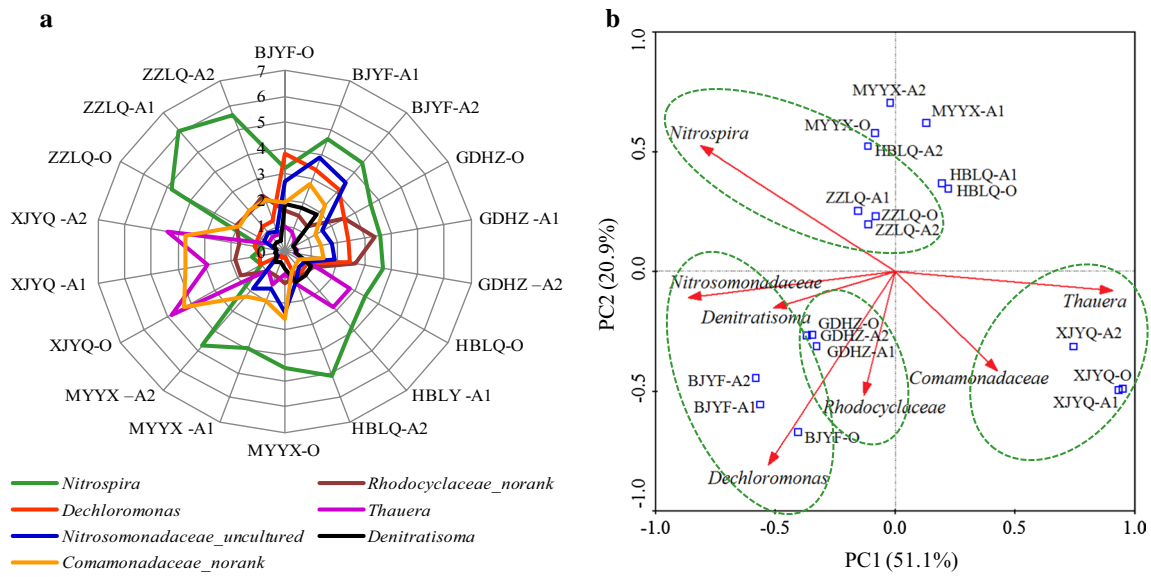 a
BJYF-O
BJYF-A1
BJYF-A2
GDHZ-O
GDHZ -A1
GDHZ –A2
HBLQ-O
HBLY -A1
HBLQ-A2
MYYX-O
MYYX -A1
MYYX –A2
XJYQ-O
XJYQ -A1
XJYQ -A2
ZZLQ-O
ZZLQ-A1
ZZLQ-A2
7
6
5
4
3
2
1
0
Nitrospira
Dechloromonas
Nitrosomonadaceae_uncultured
Comamonadaceae_norank
Rhodocyclaceae_norank
Thauera
Denitratisoma
b
PC2 (20.9%)
1.0
0.5
0.0
-0.5
-1.0
MYYX-A2
MYYX-A1
MYYX-O
Nitrospira
HBLQ-A2
HBLQ-A1
HBLQ-O
ZZLQ-A1
ZZLQ-O
ZZLQ-A2
Nitrosomonadaceae
Thauera
Denitratisoma
GDHZ-O
GDHZ-A2
GDHZ-A1
XJYQ-A2
Comamonadaceae
XJYQ-O
XJYQ-A1
BJYF-A2
BJYF-A1
Rhodocyclaceae
BJYF-O
Dechloromonas
-1.0
-0.5
0.0
0.5
1.0
PC1 (51.1%)